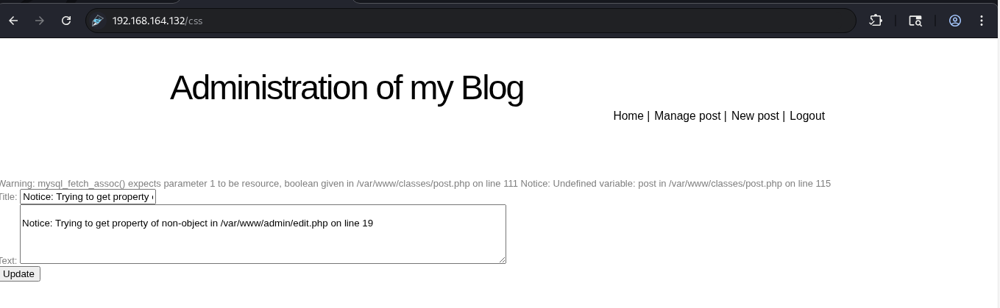 192.168.164.132/css
Administration of my Blog
Home | Manage post | New post | Logout
Warning: mysql_fetch_assoc() expects parameter 1 to be resource, boolean given in /var/www/classes/post.php on line 111 Notice: Undefined variable: post in /var/www/classes/post.php on line 115
Title: Notice: Trying to get property
Notice: Trying to get property of non-object in /var/www/admin/edit.php on line 19
Text:
Update